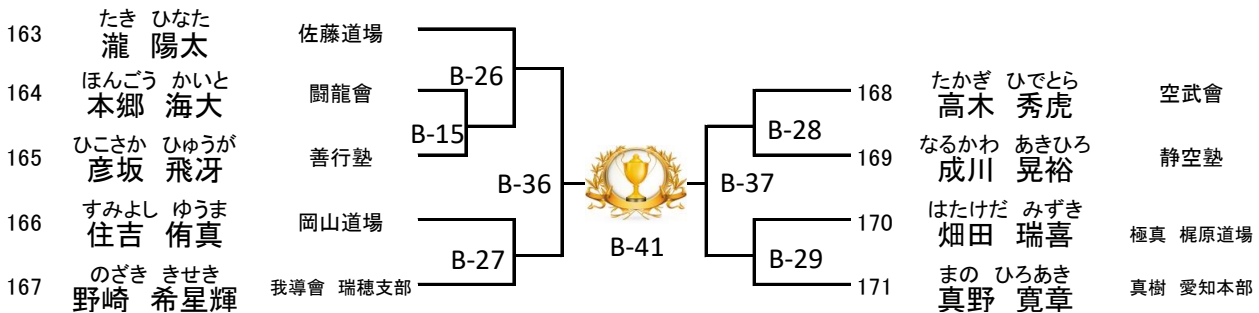 たき ひなた
163 瀧 陽太 佐藤道場
B-26
ほんごう かいと
164 本郷 海大 闘龍會
B-15
ひこさか ひゅうが
165 彦坂 飛冴 善行塾
B-36
すみよし ゆうま
166 住吉 侑真 岡山道場
B-27
のざき きせき
167 野崎 希星輝 我導會 瑞穂支部
B-41
たかぎ ひでとら
168 高木 秀虎 空武會
B-28
なるかわ あきひろ
169 成川 晃裕 静空塾
B-37
はたけだ みずき
170 畑田 瑞喜 極真 梶原道場
B-29
まの ひろあき
171 真野 寛章 真樹 愛知本部